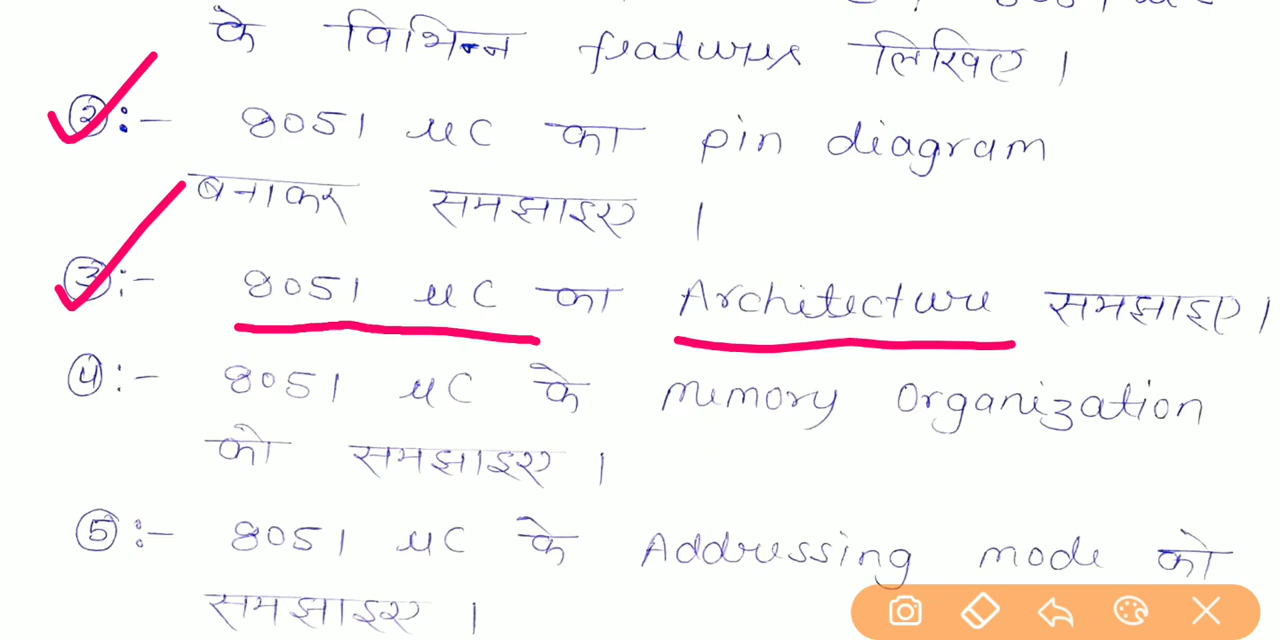 के विभिन्न features लिखिए।
②:- 8051 μC का pin diagram
बनाकर समझाइए ।
③:- 8051 μC का Architecture समझाइए।
④:- 8051 μC के Memory Organization
को समझाइए ।
⑤:- 8051 μC के Addressing mode को
समझाइए ।